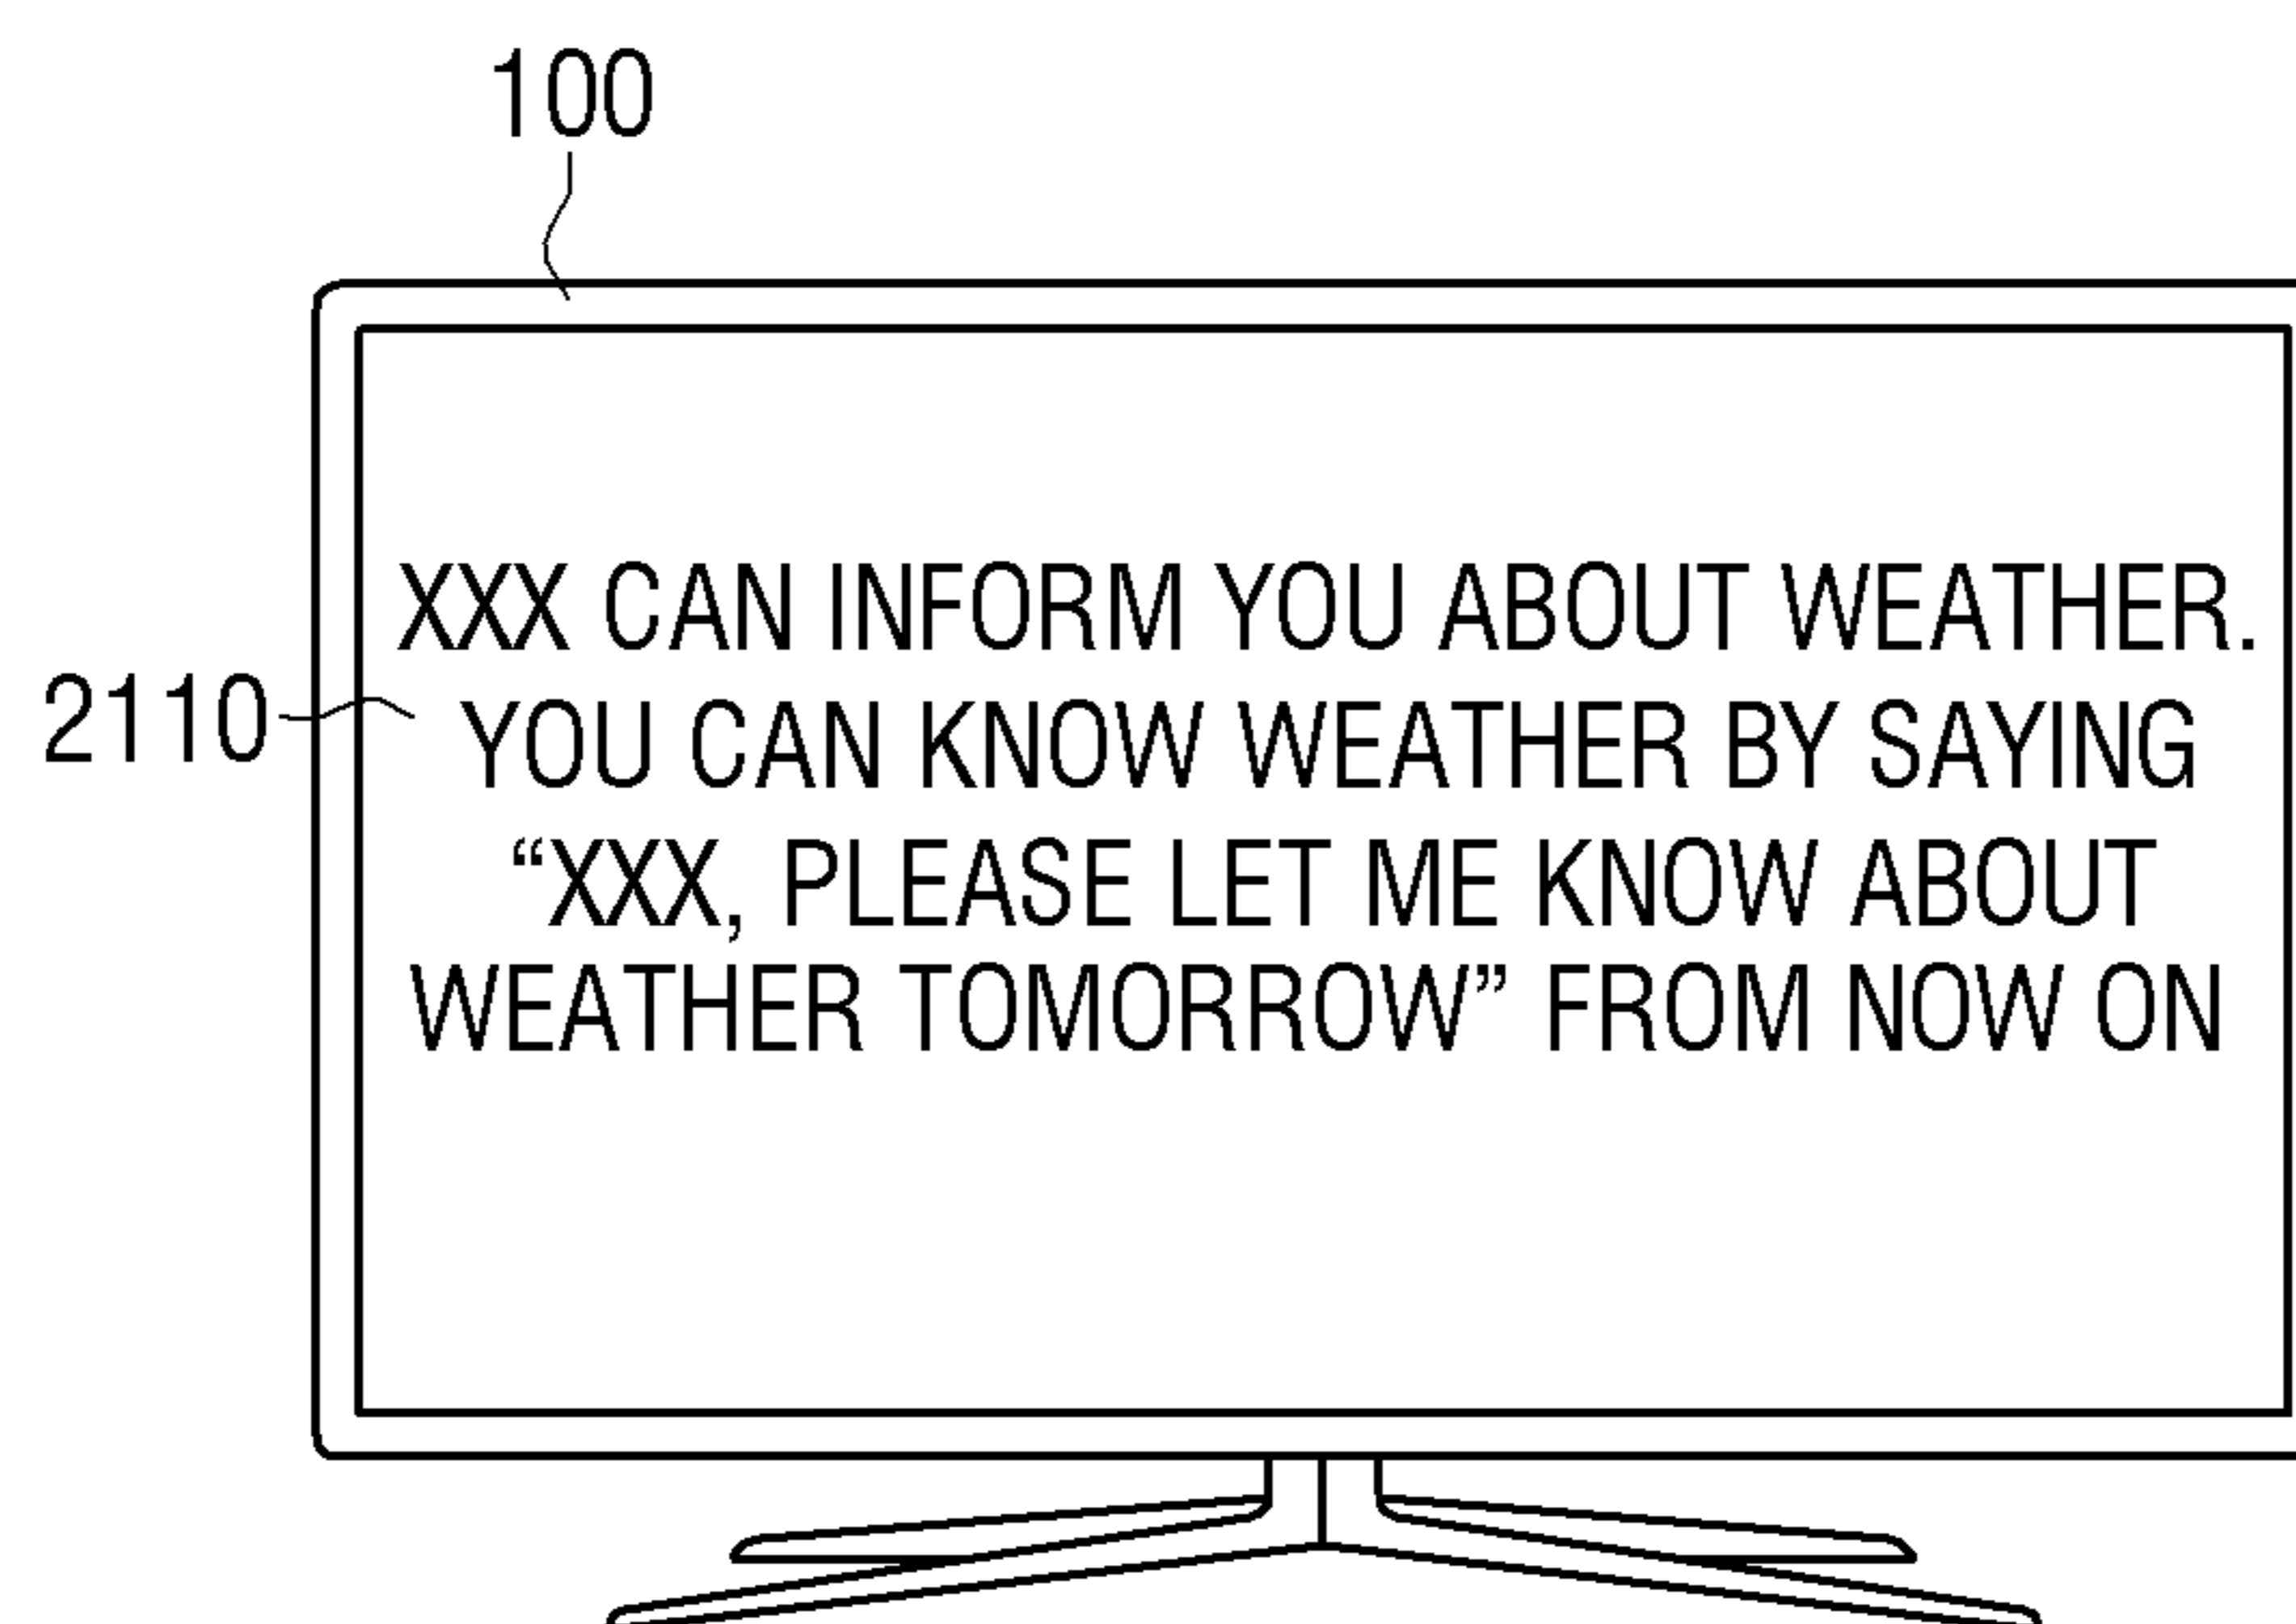 100
XXX CAN INFORM YOU ABOUT WEATHER.
2110
YOU CAN KNOW WEATHER BY SAYING
“XXX, PLEASE LET ME KNOW ABOUT
WEATHER TOMORROW” FROM NOW ON